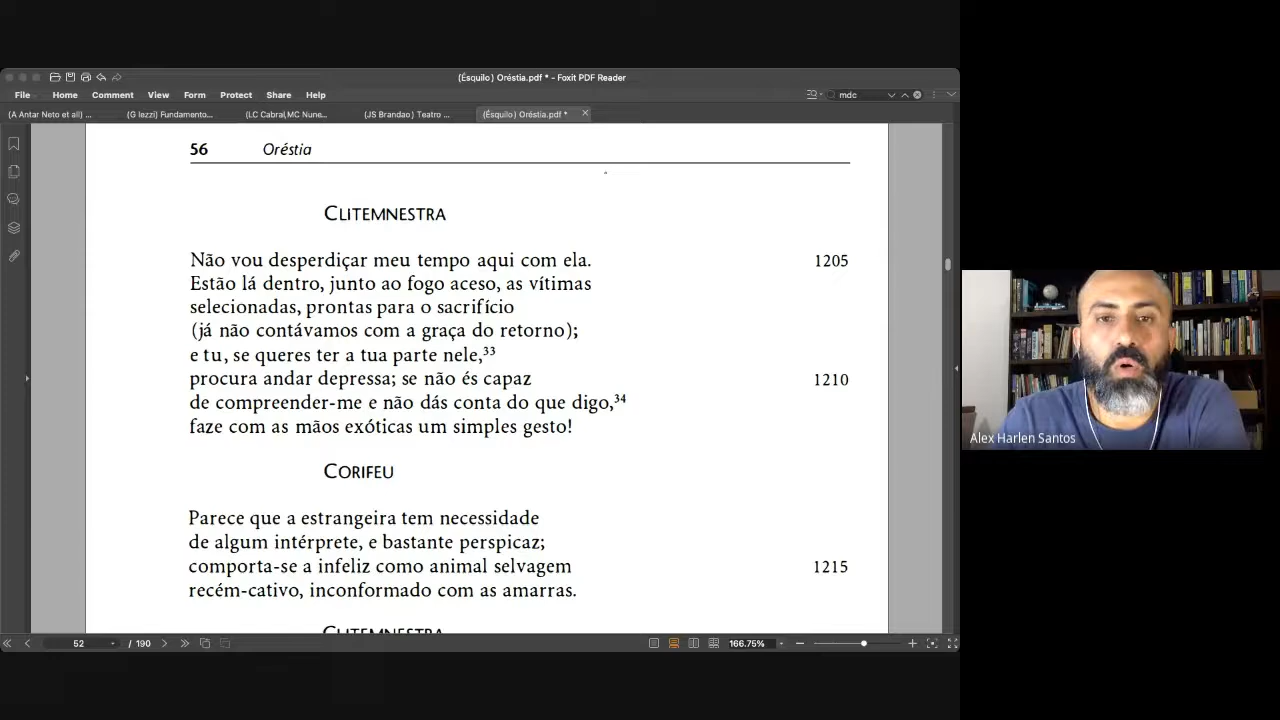 (Ésquilo) Oréstia.pdf * - Foxit PDF Reader
File Home Comment View Form Protect Share Help
mdc
(A Antar Neto et all) ... (G Iezzi) Fundamento... (LC Cabral,MC Nune... (JS Brandao) Teatro ... (Ésquilo) Oréstia.pdf *
56 Oréstia
CLITEMNESTRA
Não vou desperdiçar meu tempo aqui com ela. 1205
Estão lá dentro, junto ao fogo aceso, as vítimas
selecionadas, prontas para o sacrifício
(já não contávamos com a graça do retorno);
e tu, se queres ter a tua parte nele,³³
procura andar depressa; se não és capaz 1210
de compreender-me e não dás conta do que digo,³⁴
faze com as mãos exóticas um simples gesto!
CORIFEU
Parece que a estrangeira tem necessidade
de algum intérprete, e bastante perspicaz;
comporta-se a infeliz como animal selvagem 1215
recém-cativo, inconformado com as amarras.
CLITEMNESTRA
52 / 190 166.75%
Alex Harlen Santos